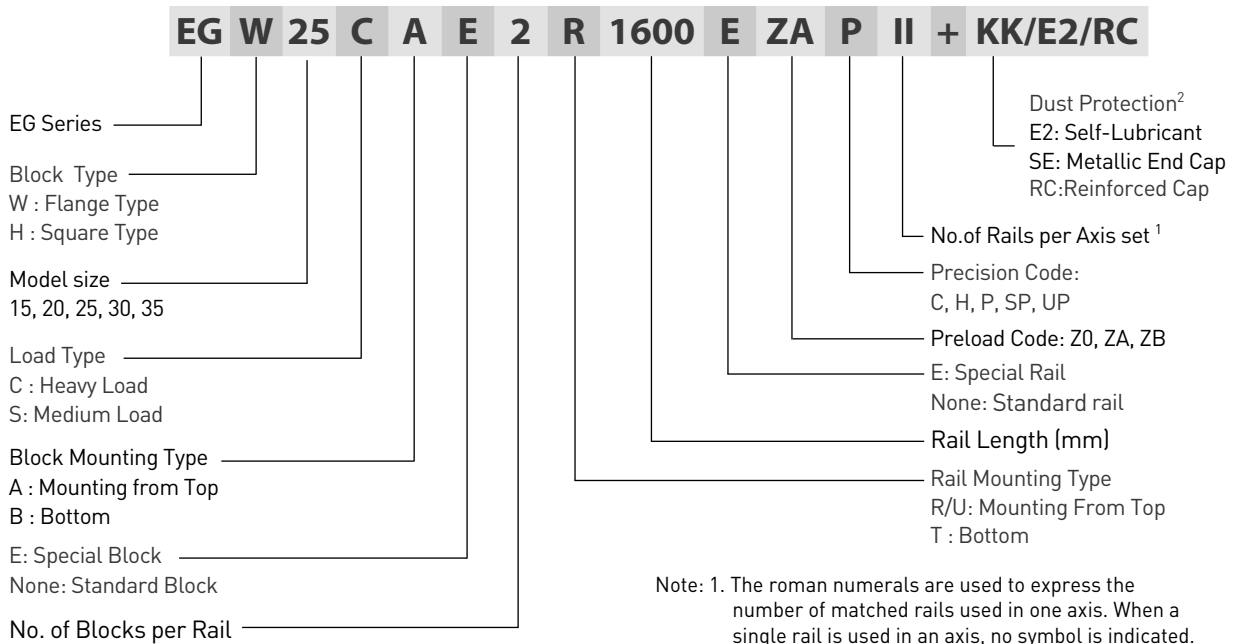 EG W 25 C A E 2 R 1600 E ZA P II + KK/E2/RC
EG Series
Block Type
W : Flange Type
H : Square Type
Model size
15, 20, 25, 30, 35
Load Type
C : Heavy Load
S: Medium Load
Block Mounting Type
A : Mounting from Top
B : Bottom
E: Special Block
None: Standard Block
No. of Blocks per Rail
Dust Protection2
E2: Self-Lubricant
SE: Metallic End Cap
RC:Reinforced Cap
No.of Rails per Axis set 1
Precision Code:
C, H, P, SP, UP
Preload Code: Z0, ZA, ZB
E: Special Rail
None: Standard rail
Rail Length (mm)
Rail Mounting Type
R/U: Mounting From Top
T : Bottom
Note: 1. The roman numerals are used to express the
number of matched rails used in one axis. When a
single rail is used in an axis, no symbol is indicated.